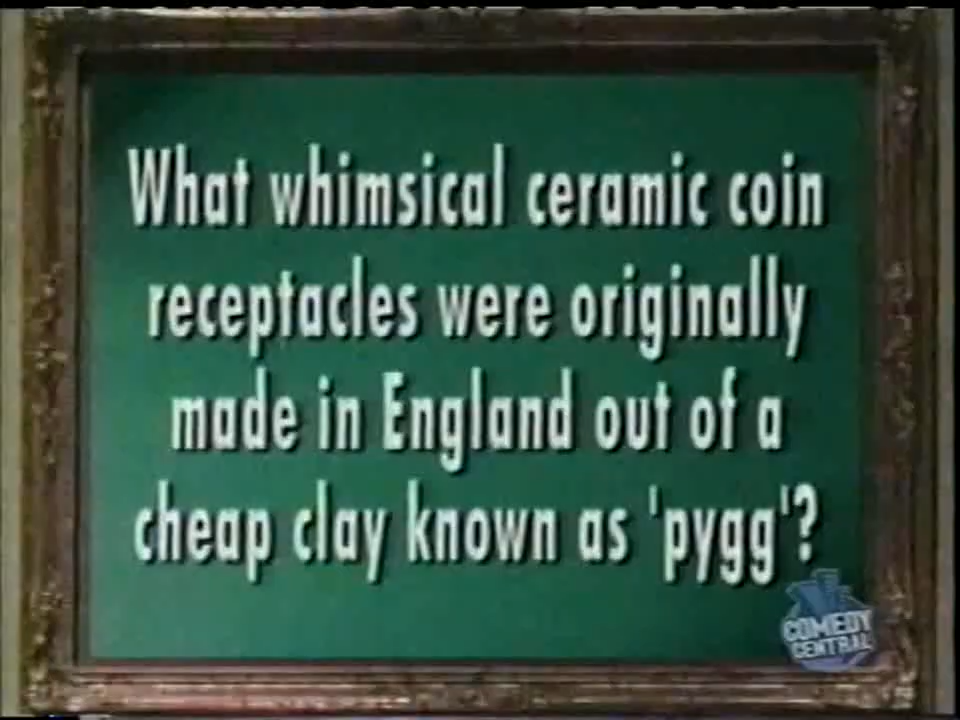 What whimsical ceramic coin
receptacles were originally
made in England out of a
cheap clay known as 'pygg'?
COMEDY
CENTRAL